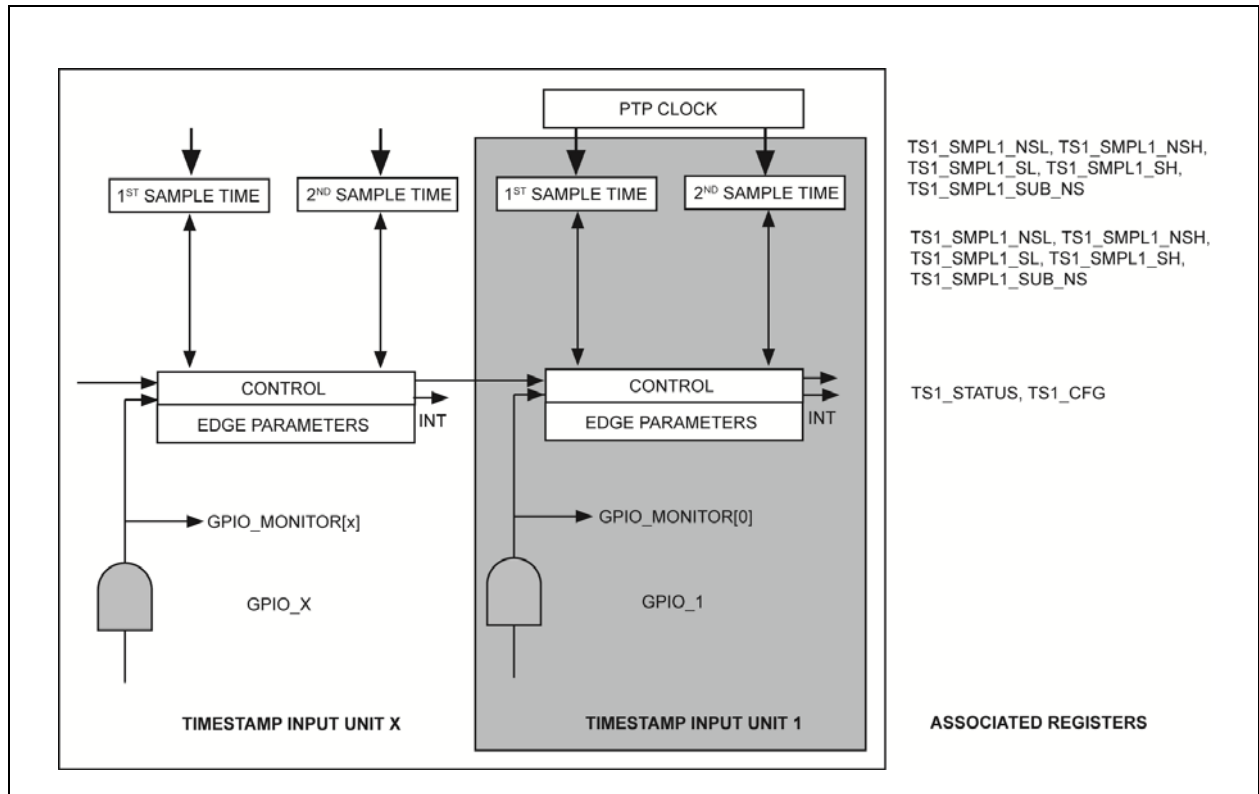 PTP CLOCK
1ST SAMPLE TIME
2ND SAMPLE TIME
1ST SAMPLE TIME
2ND SAMPLE TIME
TS1_SMPL1_NSL, TS1_SMPL1_NSH,
TS1_SMPL1_SL, TS1_SMPL1_SH,
TS1_SMPL1_SUB_NS
TS1_SMPL1_NSL, TS1_SMPL1_NSH,
TS1_SMPL1_SL, TS1_SMPL1_SH,
TS1_SMPL1_SUB_NS
CONTROL
EDGE PARAMETERS
INT
CONTROL
EDGE PARAMETERS
INT
TS1_STATUS, TS1_CFG
GPIO_MONITOR[x]
GPIO_MONITOR[0]
GPIO_X
GPIO_1
TIMESTAMP INPUT UNIT X
TIMESTAMP INPUT UNIT 1
ASSOCIATED REGISTERS